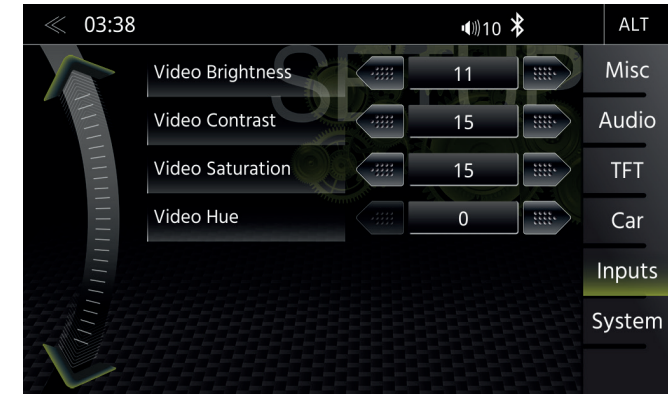 03:38 10 ALT
SETUP
Video Brightness 11 Misc
Video Contrast 15 Audio
Video Saturation 15 TFT
Video Hue 0 Car
Inputs
System